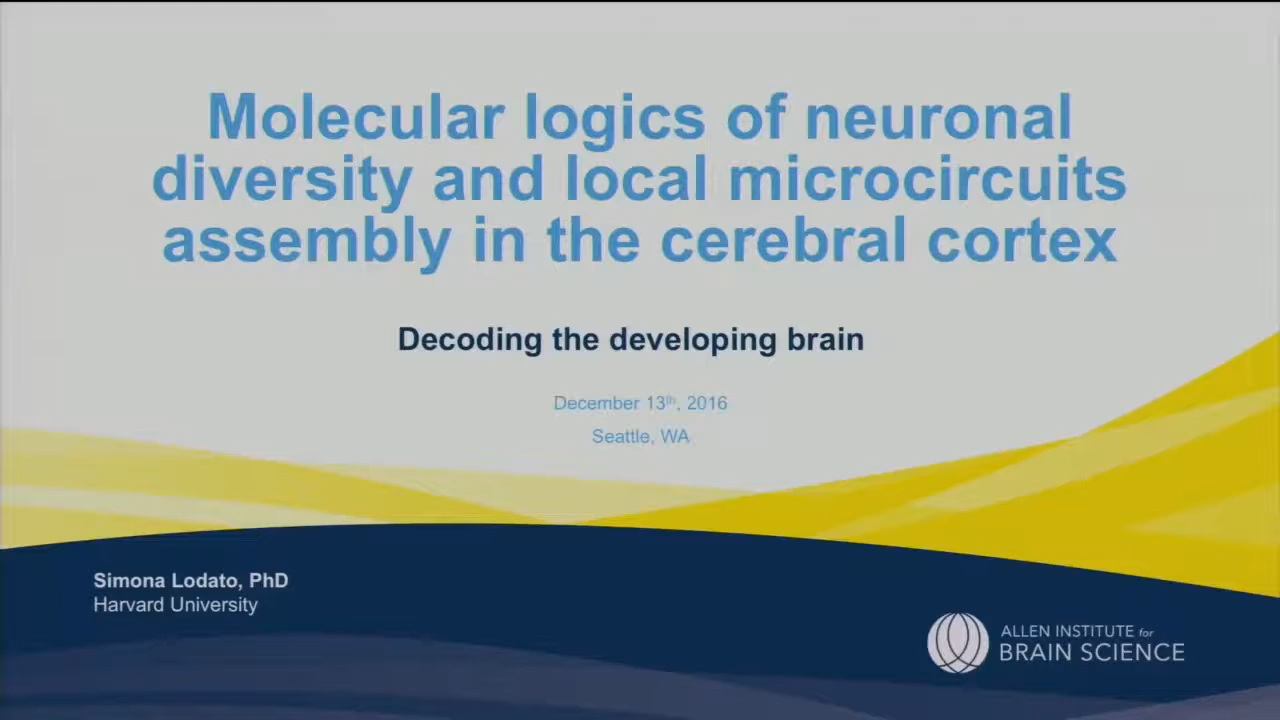 Molecular logics of neuronal
diversity and local microcircuits
assembly in the cerebral cortex
Decoding the developing brain
December 13th, 2016
Seattle, WA
Simona Lodato, PhD
Harvard University
ALLEN INSTITUTE for
BRAIN SCIENCE